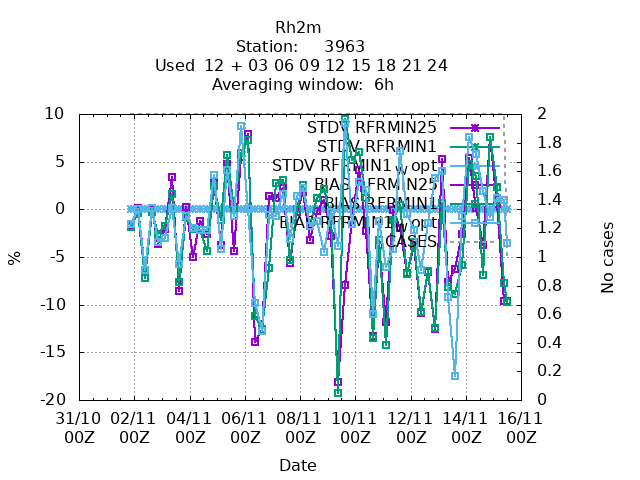 Rh2m
Station: 3963
Used 12 + 03 06 09 12 15 18 21 24
Averaging window: 6h
10
5
0
-5
-10
-15
-20
%
2
1.8
1.6
1.4
1.2
1
0.8
0.6
0.4
0.2
0
No cases
STDV RFRMIN25
STDV RFRMIN1
STDV RFRMIN1_w_opt
BIAS RFRMIN25
BIAS RFRMIN1
BIAS RFRMIN1_w_opt
CASES
31/10 02/11 04/11 06/11 08/11 10/11 12/11 14/11 16/11
00Z 00Z 00Z 00Z 00Z 00Z 00Z 00Z 00Z
Date